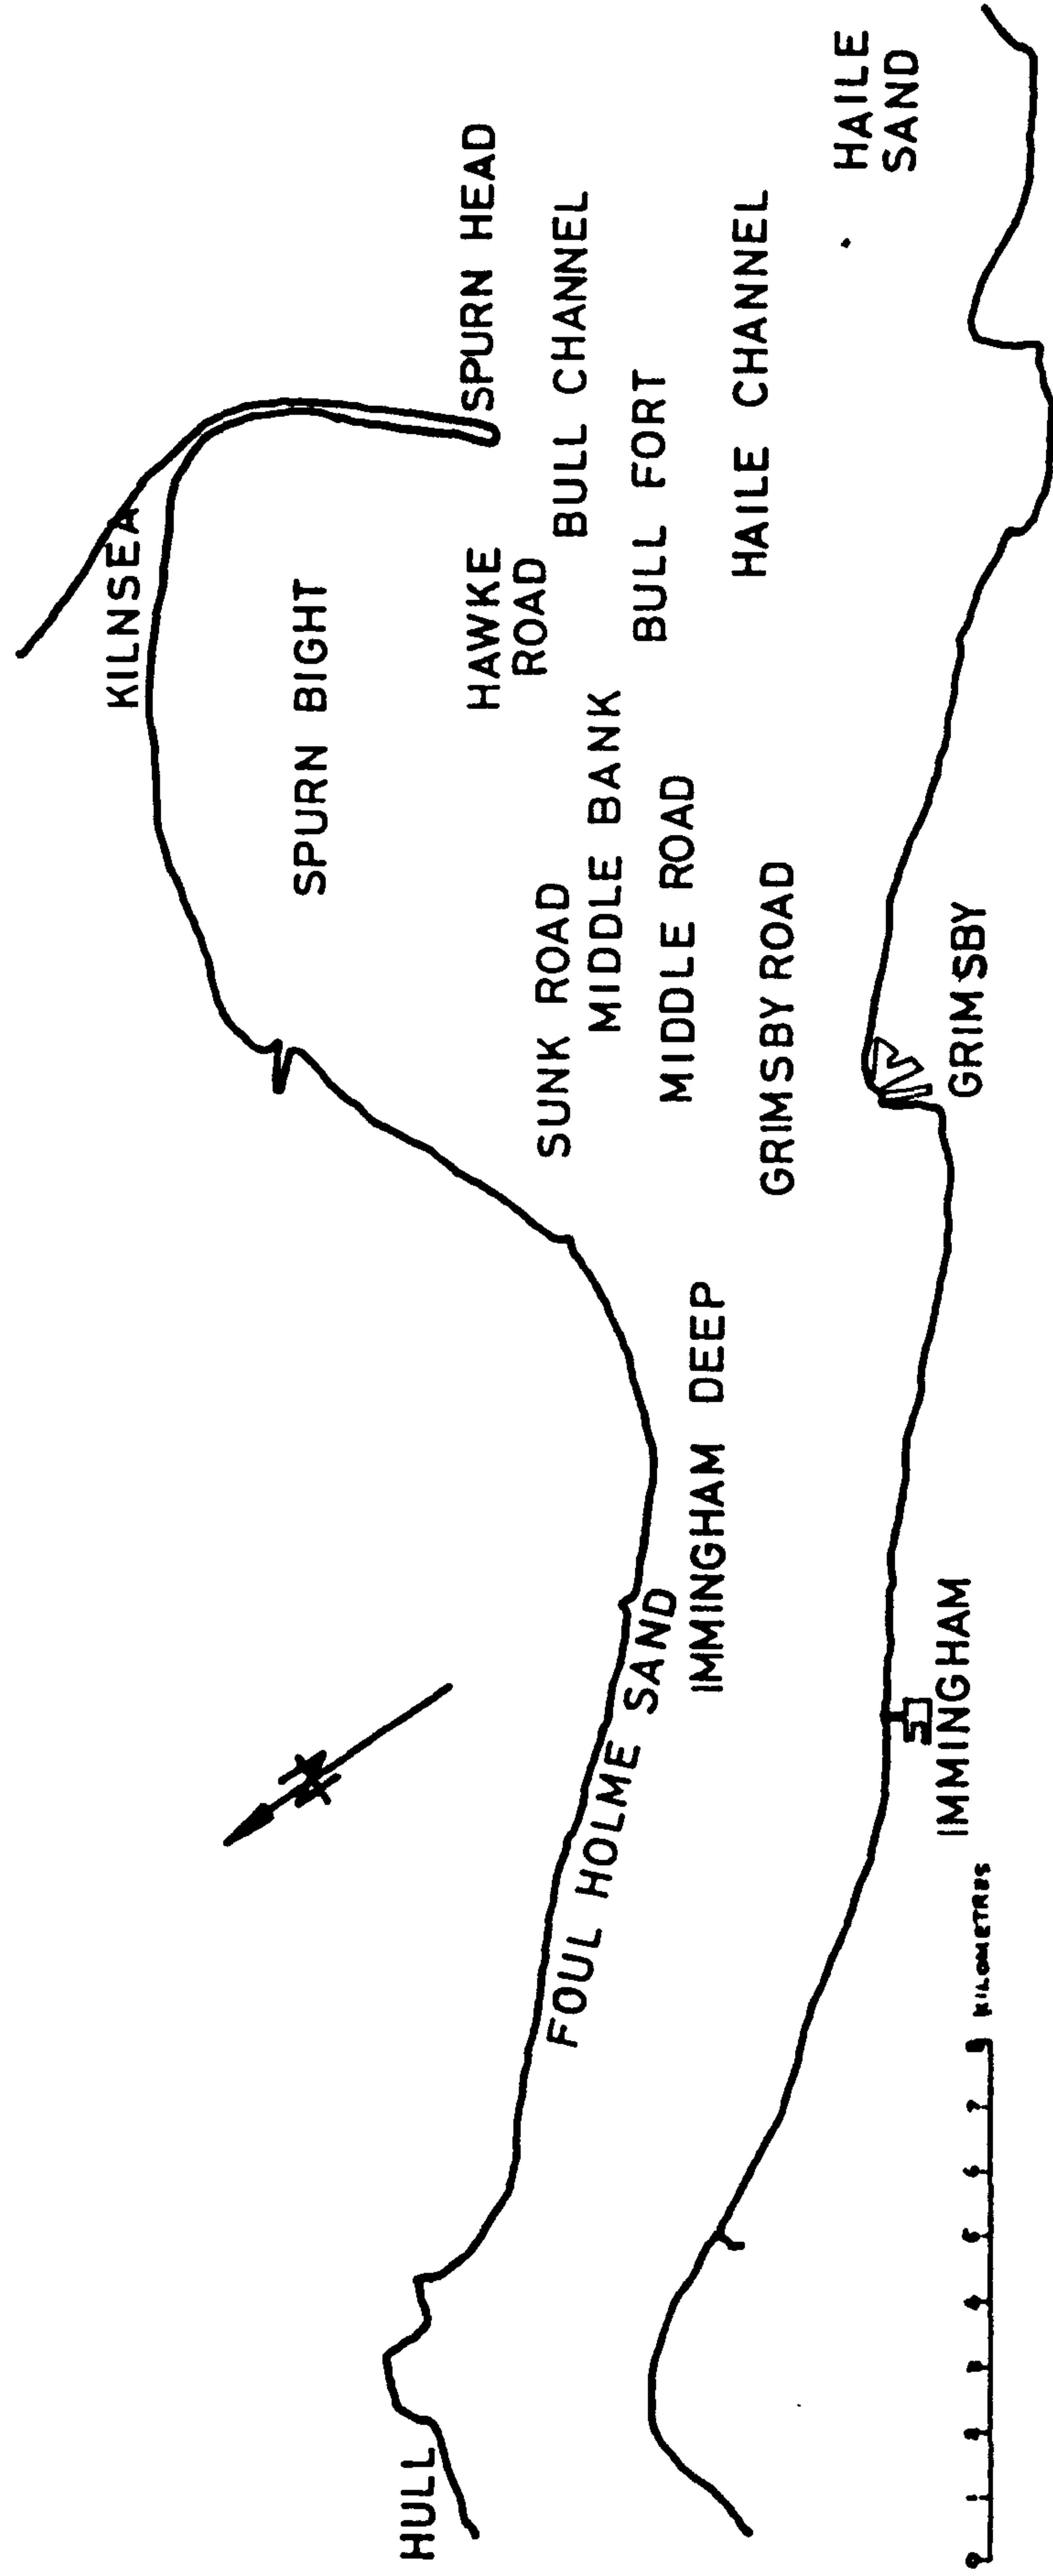 HULL
KILNSEA
SPURN BIGHT
SPURN HEAD
HAWKE
ROAD
BULL CHANNEL
SUNK ROAD
MIDDLE BANK
BULL FORT
MIDDLE ROAD
HAILE CHANNEL
HAILE
SAND
GRIMSBY ROAD
FOUL HOLME SAND
IMMINGHAM DEEP
GRIMSBY
IMMINGHAM
0 1 2 3 4 5 6 7 8 KILOMETRES